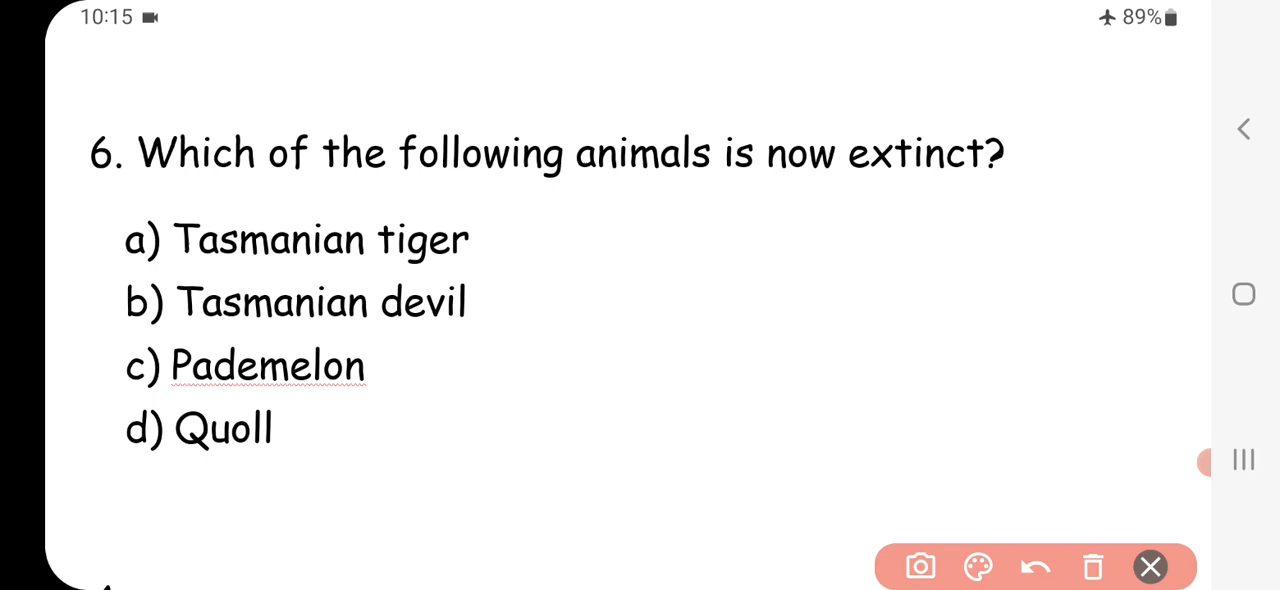 10:15 89%
6. Which of the following animals is now extinct?
a) Tasmanian tiger
b) Tasmanian devil
c) Pademelon
d) Quoll